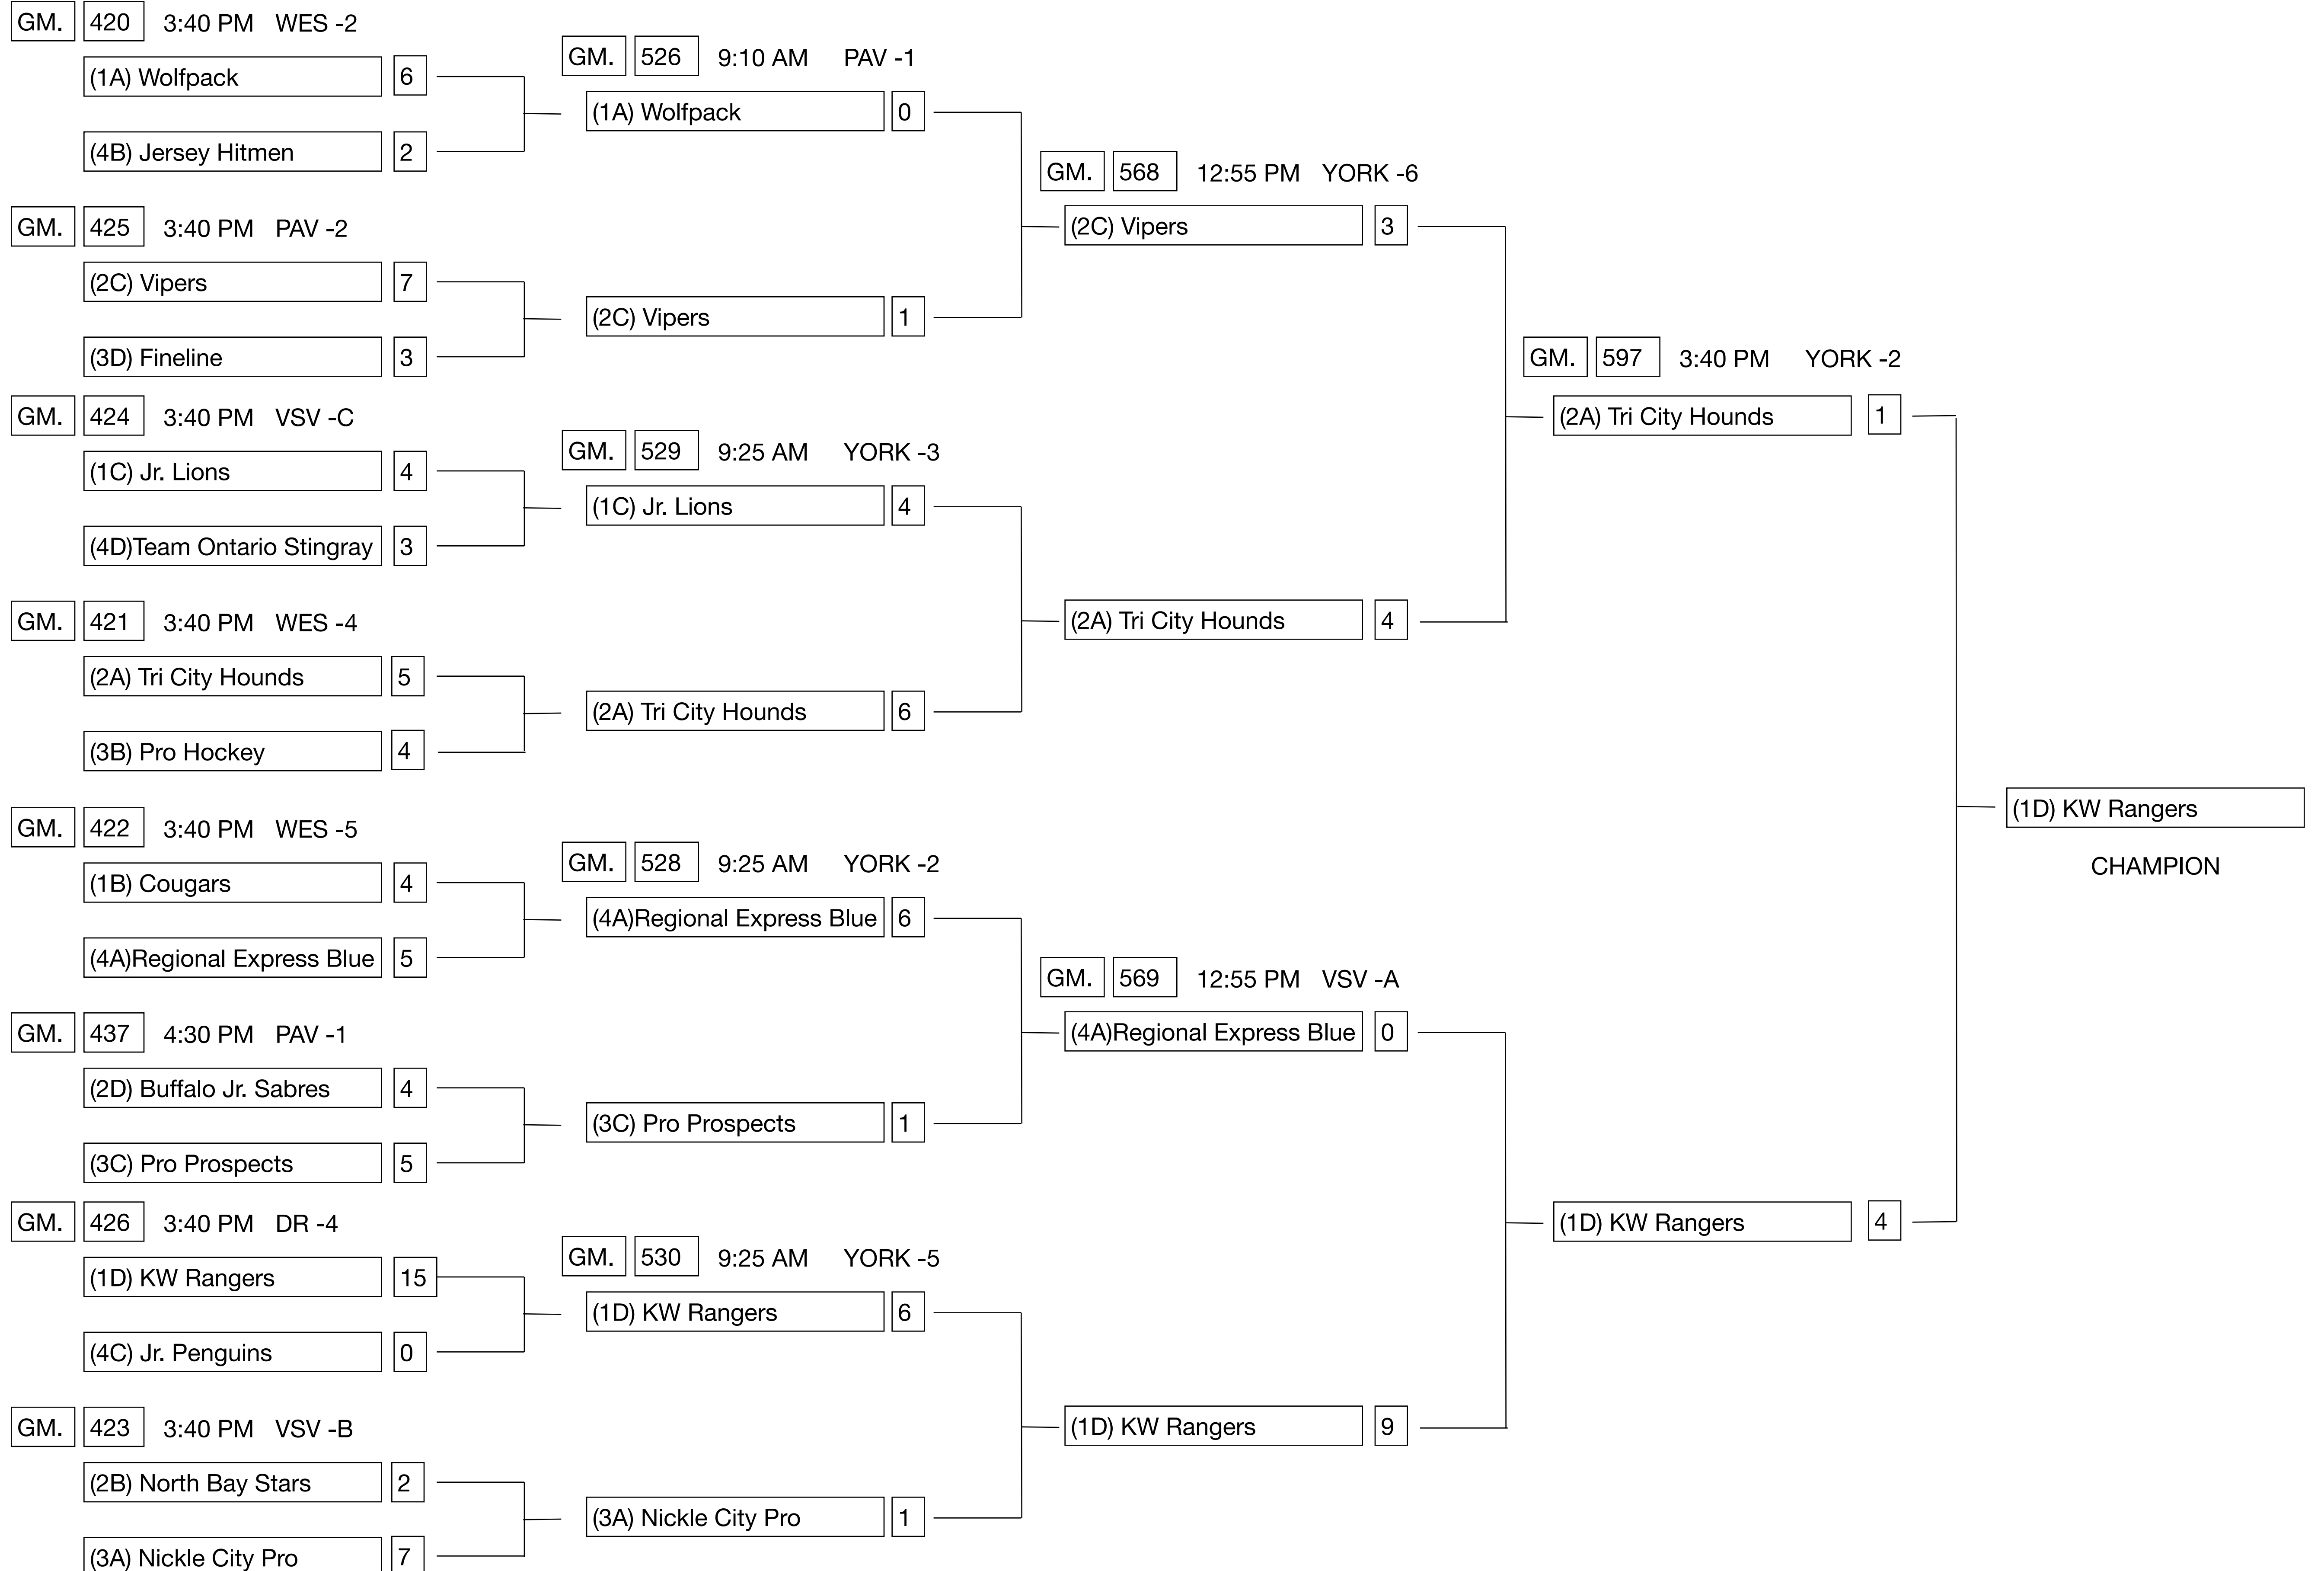 GM. 420 3:40 PM WES -2
(1A) Wolfpack 6
(4B) Jersey Hitmen 2
GM. 425 3:40 PM PAV -2
(2C) Vipers 7
(3D) Fineline 3
GM. 424 3:40 PM VSV -C
(1C) Jr. Lions 4
(4D)Team Ontario Stingray 3
GM. 421 3:40 PM WES -4
(2A) Tri City Hounds 5
(3B) Pro Hockey 4
GM. 422 3:40 PM WES -5
(1B) Cougars 4
(4A)Regional Express Blue 5
GM. 437 4:30 PM PAV -1
(2D) Buffalo Jr. Sabres 4
(3C) Pro Prospects 5
GM. 426 3:40 PM DR -4
(1D) KW Rangers 15
(4C) Jr. Penguins 0
GM. 423 3:40 PM VSV -B
(2B) North Bay Stars 2
(3A) Nickle City Pro 7
GM. 526 9:10 AM PAV -1
(1A) Wolfpack 0
(2C) Vipers 1
GM. 529 9:25 AM YORK -3
(1C) Jr. Lions 4
(2A) Tri City Hounds 6
GM. 528 9:25 AM YORK -2
(4A)Regional Express Blue 6
(3C) Pro Prospects 1
GM. 530 9:25 AM YORK -5
(1D) KW Rangers 6
(3A) Nickle City Pro 1
GM. 568 12:55 PM YORK -6
(2C) Vipers 3
(2A) Tri City Hounds 4
GM. 569 12:55 PM VSV -A
(4A)Regional Express Blue 0
(1D) KW Rangers 9
GM. 597 3:40 PM YORK -2
(2A) Tri City Hounds 1
(1D) KW Rangers 4
(1D) KW Rangers
CHAMPION